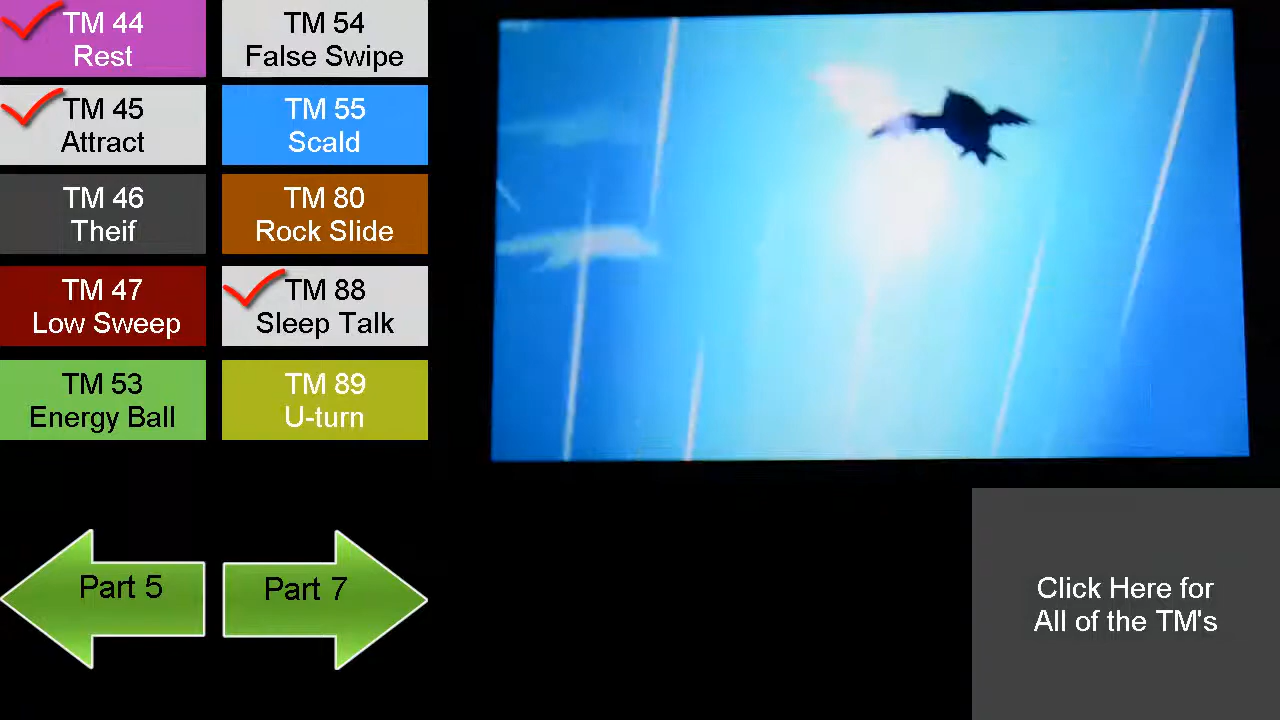 TM 44
Rest
TM 54
False Swipe
TM 45
Attract
TM 55
Scald
TM 46
Theif
TM 80
Rock Slide
TM 47
Low Sweep
TM 88
Sleep Talk
TM 53
Energy Ball
TM 89
U-turn
Part 5
Part 7
Click Here for
All of the TM's